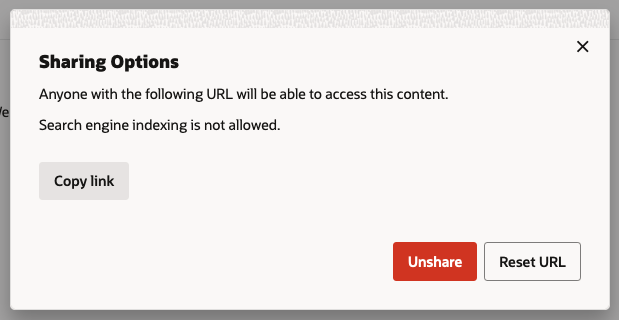 Sharing Options
Anyone with the following URL will be able to access this content.
Search engine indexing is not allowed.
Copy link
Unshare
Reset URL